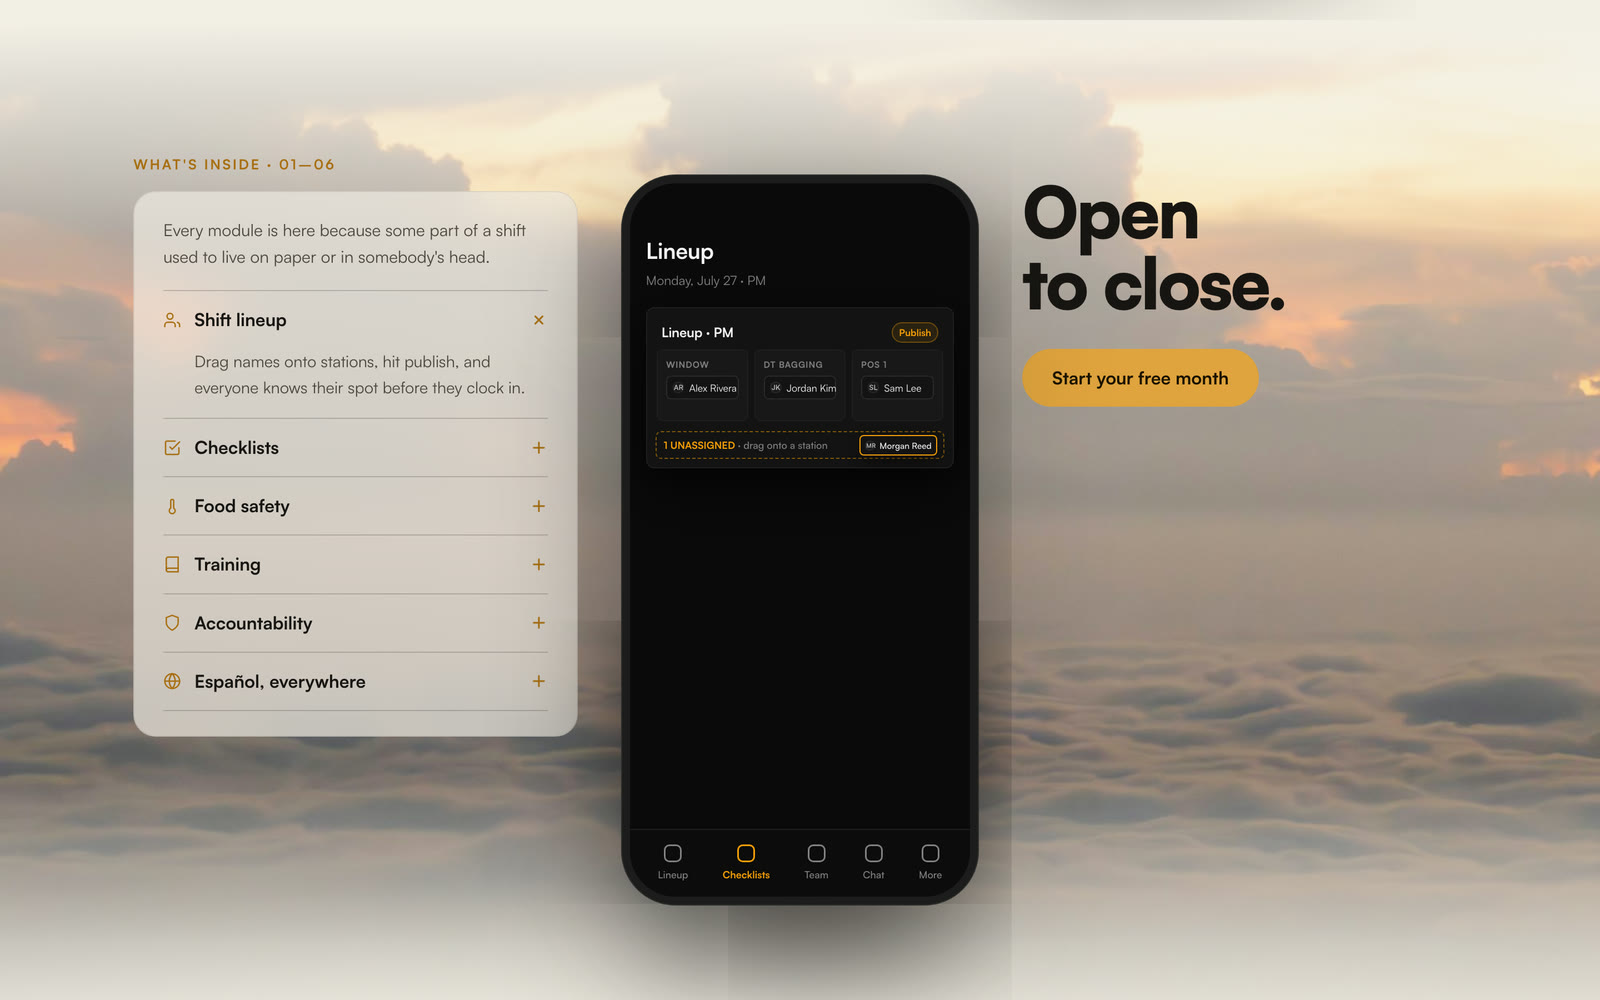 WHAT'S INSIDE · 01—06
Every module is here because some part of a shift
used to live on paper or in somebody's head.
Shift lineup
Drag names onto stations, hit publish, and
everyone knows their spot before they clock in.
Checklists
Food safety
Training
Accountability
Español, everywhere
Lineup
Monday, July 27 · PM
Lineup · PM
Publish
WINDOW
AR Alex Rivera
DT BAGGING
JK Jordan Kim
POS 1
SL Sam Lee
1 UNASSIGNED · drag onto a station
MR Morgan Reed
Lineup
Checklists
Team
Chat
More
Open
to close.
Start your free month